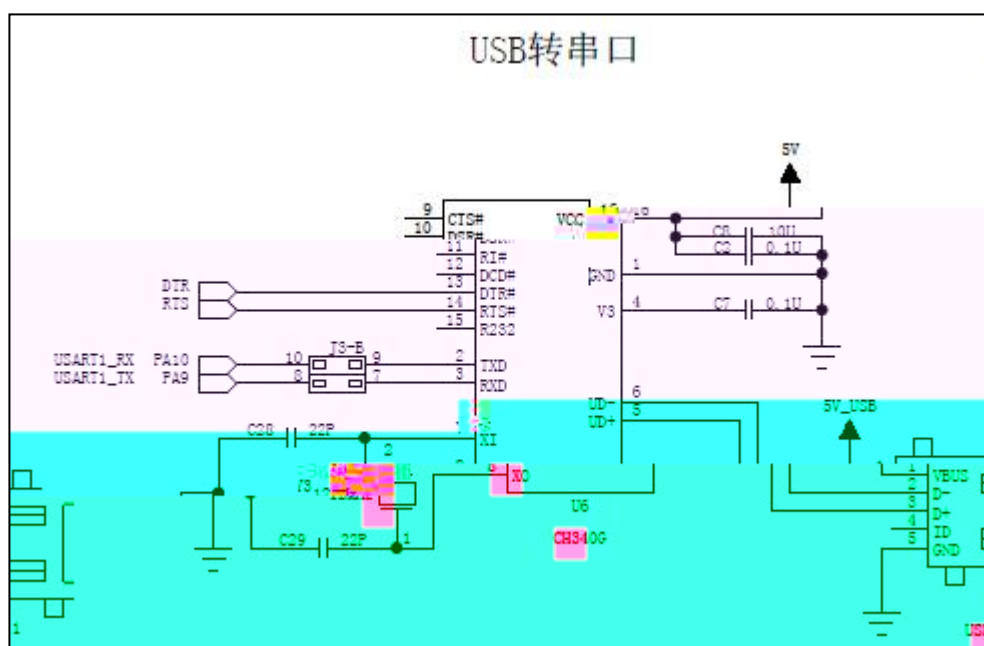 USB转串口
5V
9 CTS# VCC 16
10 DSR#
C8 10U
11 RI#
C2 0.1U
12 DCD# GND 1
DTR 13 DTR#
RTS 14 RTS# V3 4 C7 0.1U
15 R232
J3-B
USART1_RX PA10 10 9 2 TXD
USART1_TX PA9 8 7 3 RXD
UD- 6
UD+ 5
5V_USB
C28 22P XI
2
XO
1 VBUS
2 D-
3 D+
U6
4 ID
C29 22P 1 CH340G 5 GND
1